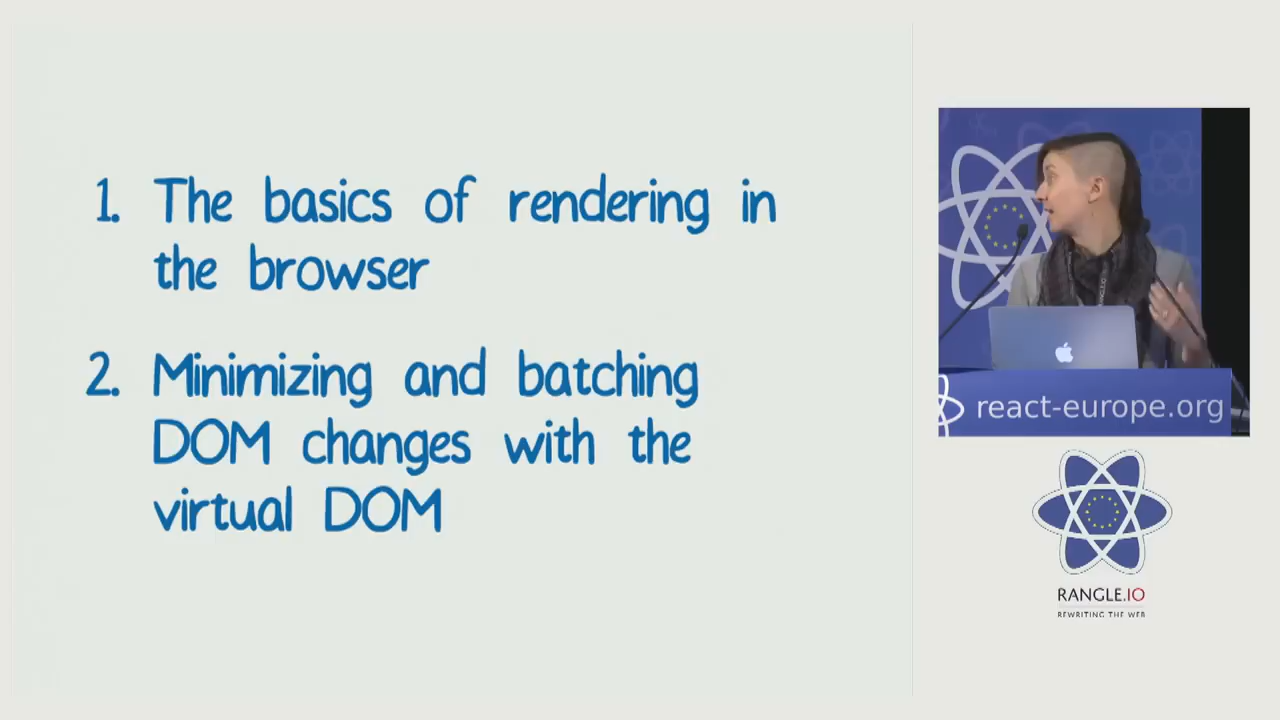 1. The basics of rendering in
the browser
2. Minimizing and batching
DOM changes with the
virtual DOM
react-europe.org
RANGLE.IO
REWRITING THE WEB